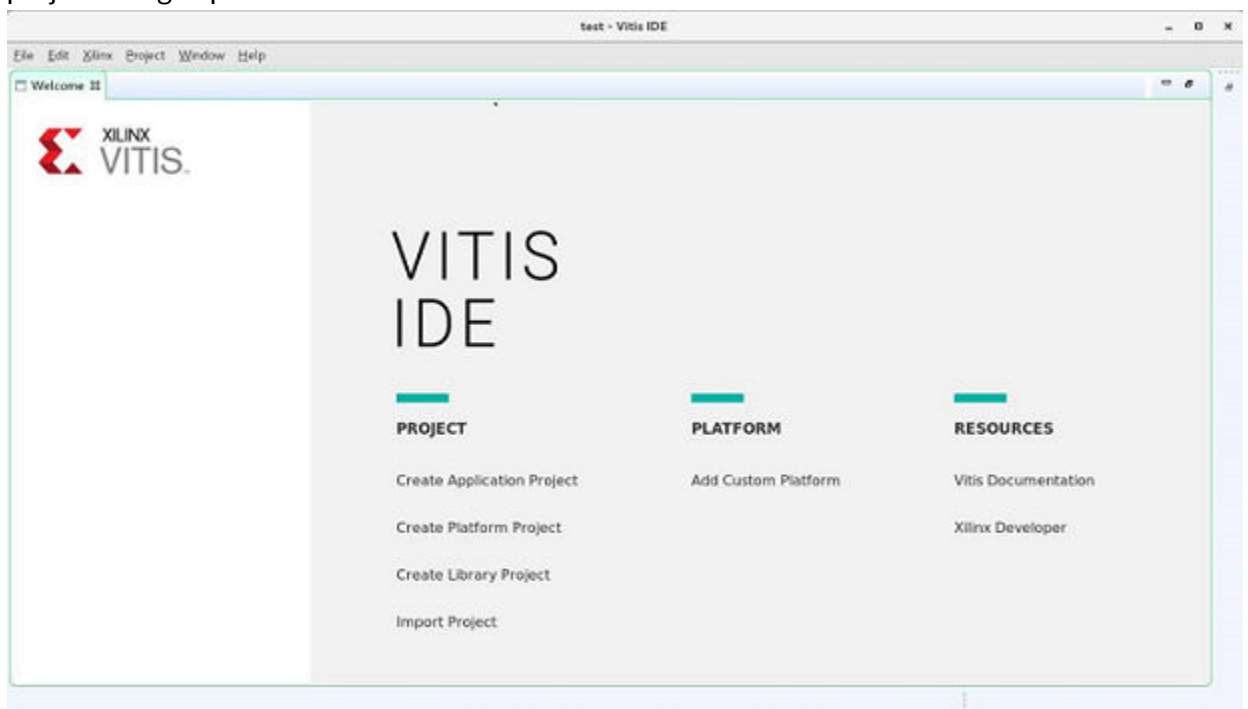 test - Vitis IDE
File Edit Xilinx Project Window Help
Welcome
XILINX
VITIS™
VITIS
IDE
PROJECT
Create Application Project
Create Platform Project
Create Library Project
Import Project
PLATFORM
Add Custom Platform
RESOURCES
Vitis Documentation
Xilinx Developer